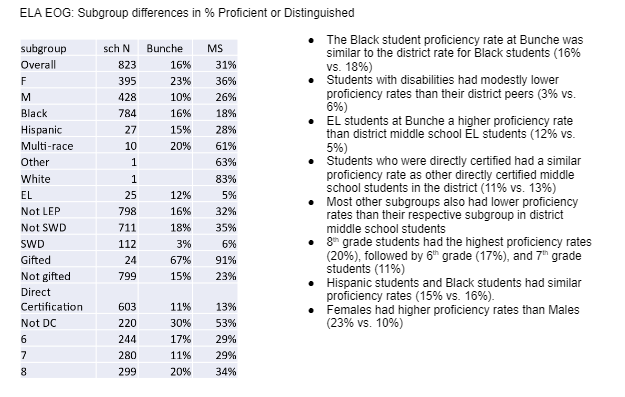 ELA EOG: Subgroup differences in % Proficient or Distinguished
subgroup sch N Bunche MS
Overall 823 16% 31%
F 395 23% 36%
M 428 10% 26%
Black 784 16% 18%
Hispanic 27 15% 28%
Multi-race 10 20% 61%
Other 1 63%
White 1 83%
EL 25 12% 5%
Not LEP 798 16% 32%
Not SWD 711 18% 35%
SWD 112 3% 6%
Gifted 24 67% 91%
Not gifted 799 15% 23%
Direct
Certification 603 11% 13%
Not DC 220 30% 53%
6 244 17% 29%
7 280 11% 29%
8 299 20% 34%
• The Black student proficiency rate at Bunche was
similar to the district rate for Black students (16%
vs. 18%)
• Students with disabilities had modestly lower
proficiency rates than their district peers (3% vs.
6%)
• EL students at Bunche a higher proficiency rate
than district middle school EL students (12% vs.
5%)
• Students who were directly certified had a similar
proficiency rate as other directly certified middle
school students in the district (11% vs. 13%)
• Most other subgroups also had lower proficiency
rates than their respective subgroup in district
middle school students
• 8th grade students had the highest proficiency rates
(20%), followed by 6th grade (17%), and 7th grade
students (11%)
• Hispanic students and Black students had similar
proficiency rates (15% vs. 16%).
• Females had higher proficiency rates than Males
(23% vs. 10%)